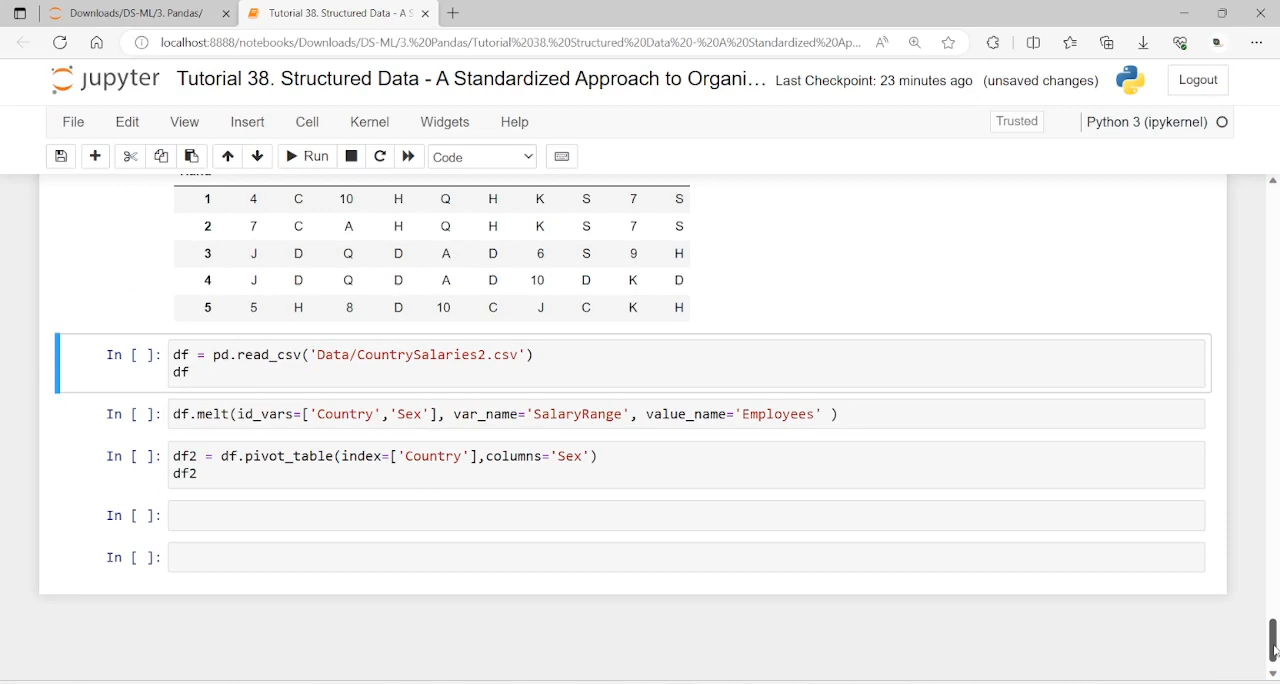 Downloads/DS-ML/3. Pandas/
Tutorial 38. Structured Data - A S
localhost:8888/notebooks/Downloads/DS-ML/3.%20Pandas/Tutorial%2038.%20Structured%20Data%20-%20A%20Standardized%20Ap...
jupyter Tutorial 38. Structured Data - A Standardized Approach to Organi... Last Checkpoint: 23 minutes ago (unsaved changes) Logout
File Edit View Insert Cell Kernel Widgets Help Trusted Python 3 (ipykernel)
Run Code
1 4 C 10 H Q H K S 7 S
2 7 C A H Q H K S 7 S
3 J D Q D A D 6 S 9 H
4 J D Q D A D 10 D K D
5 5 H 8 D 10 C J C K H
In [ ]: df = pd.read_csv('Data/CountrySalaries2.csv')
df
In [ ]: df.melt(id_vars=['Country','Sex'], var_name='SalaryRange', value_name='Employees' )
In [ ]: df2 = df.pivot_table(index=['Country'],columns='Sex')
df2
In [ ]:
In [ ]: